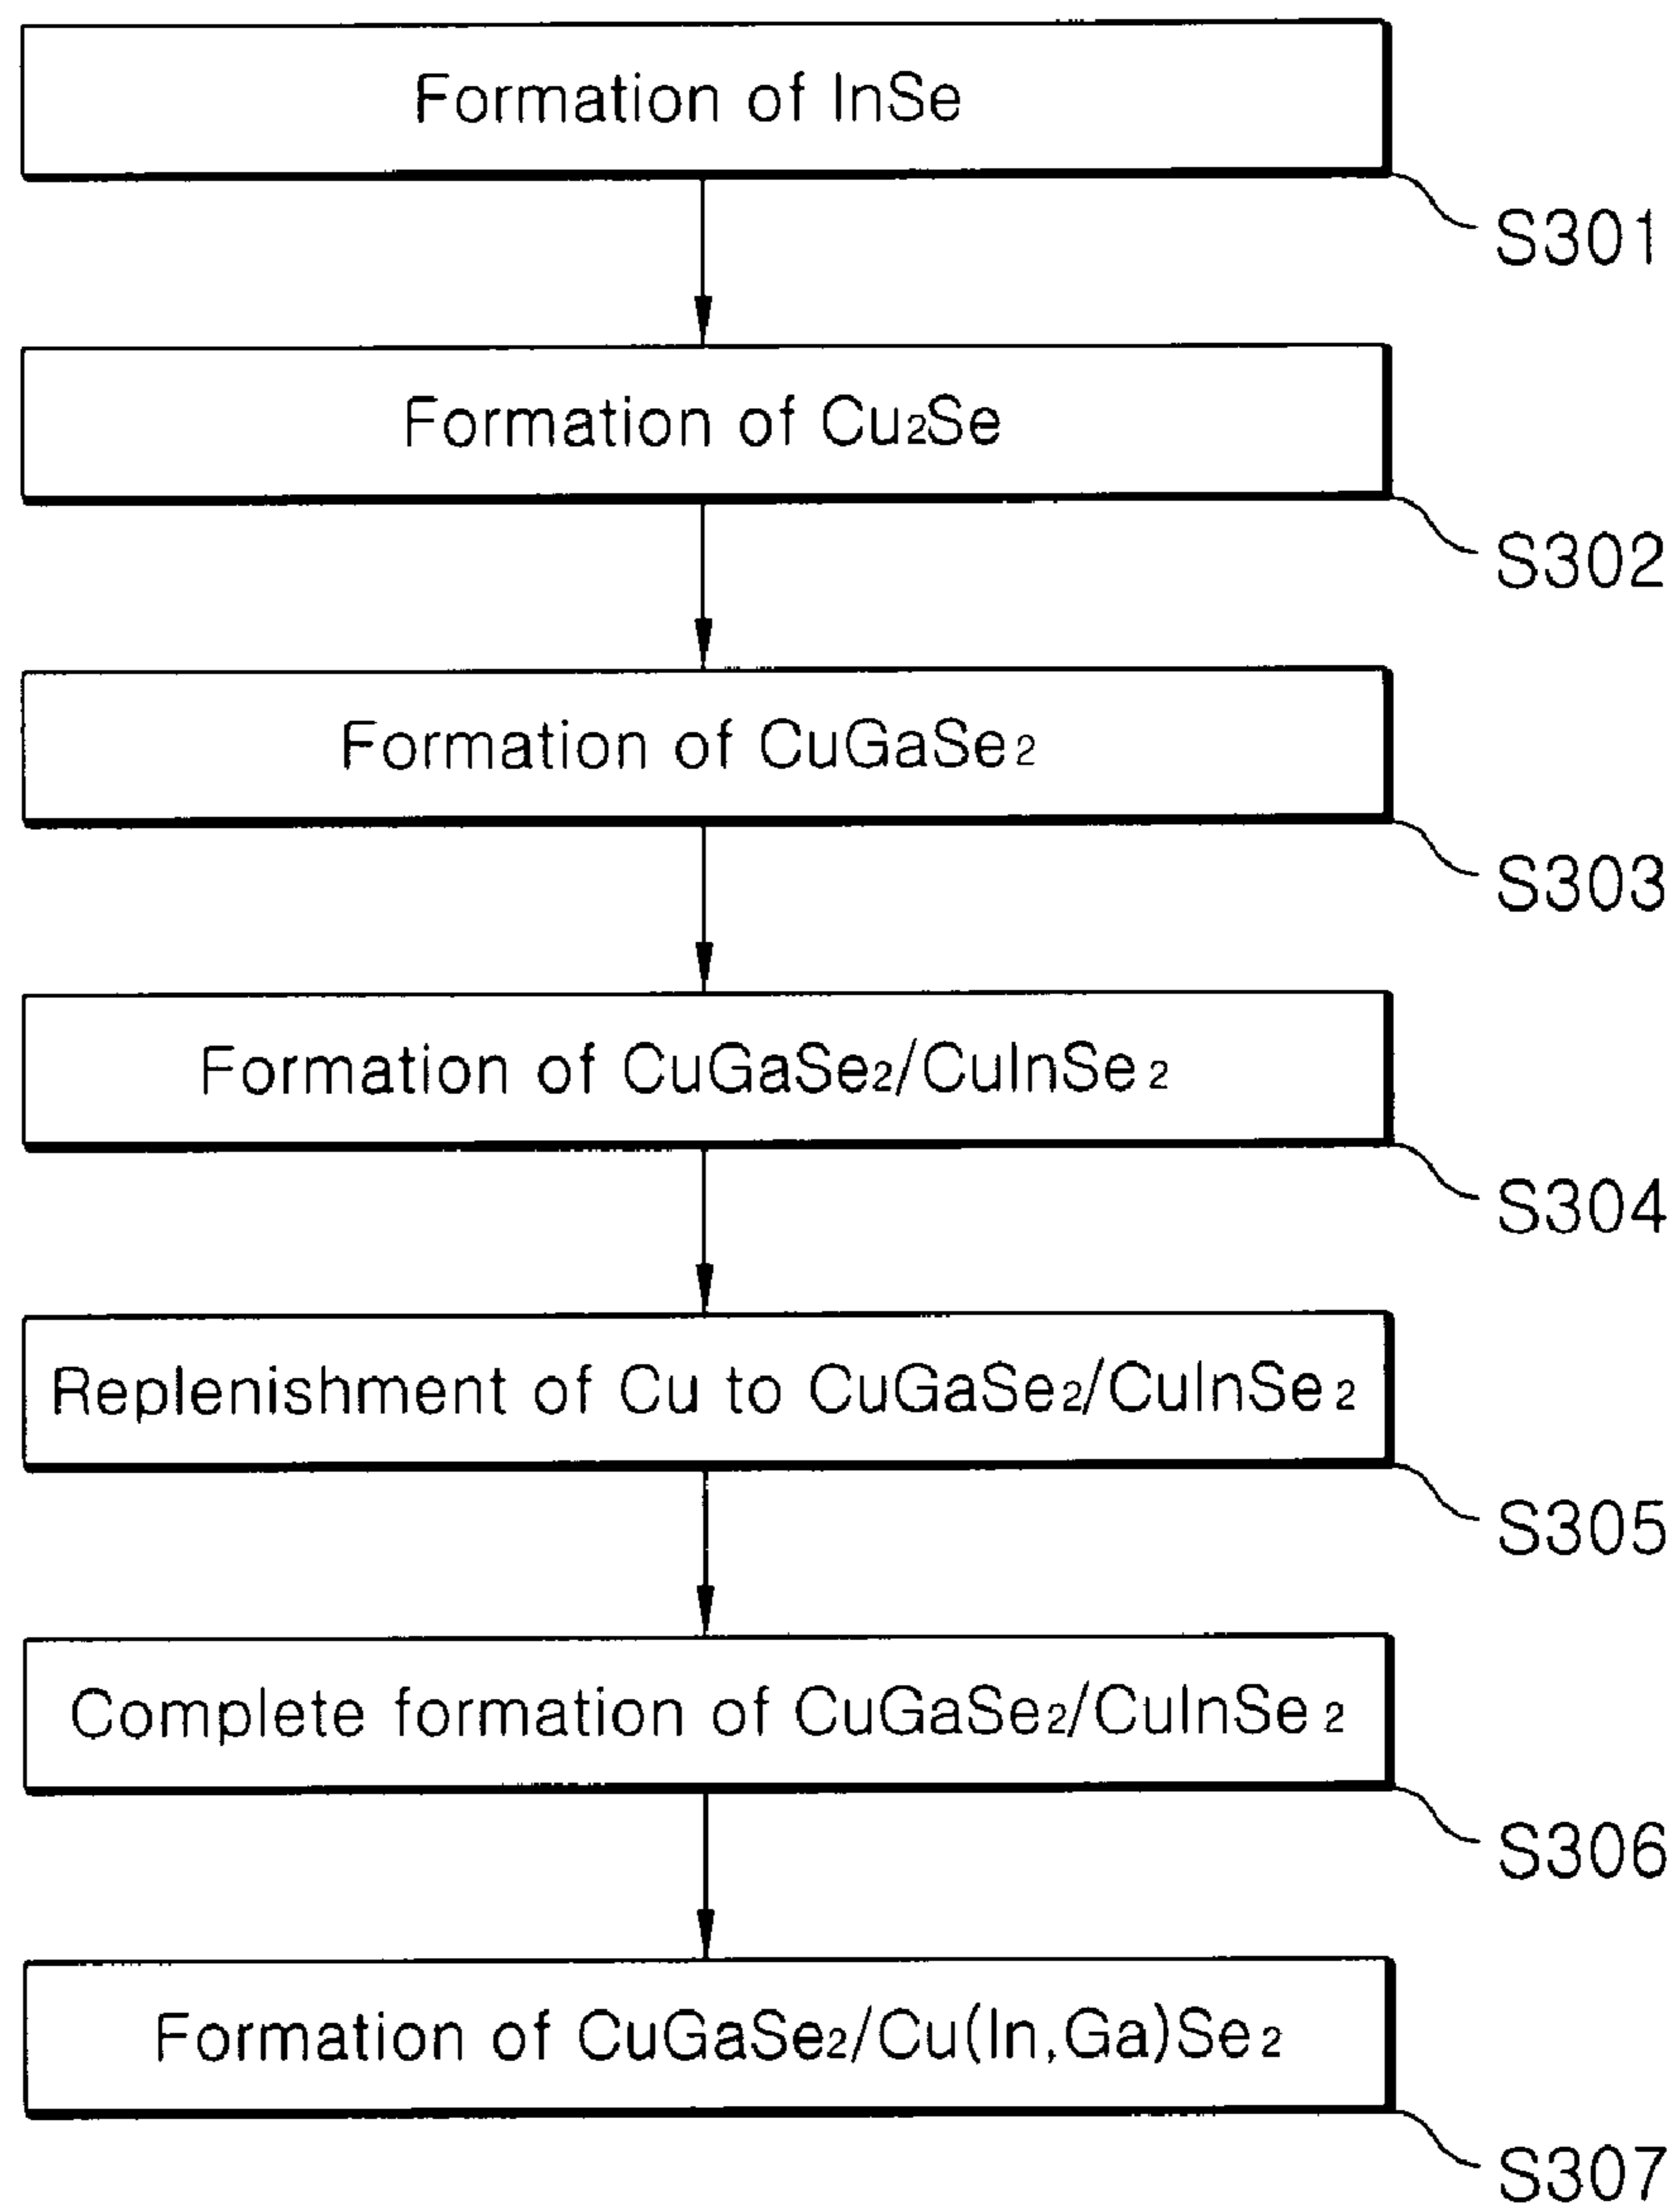 Formation of InSe
S301
Formation of Cu₂Se
S302
Formation of CuGaSe₂
S303
Formation of CuGaSe₂/CuInSe₂
S304
Replenishment of Cu to CuGaSe₂/CuInSe₂
S305
Complete formation of CuGaSe₂/CuInSe₂
S306
Formation of CuGaSe₂/Cu(In,Ga)Se₂
S307